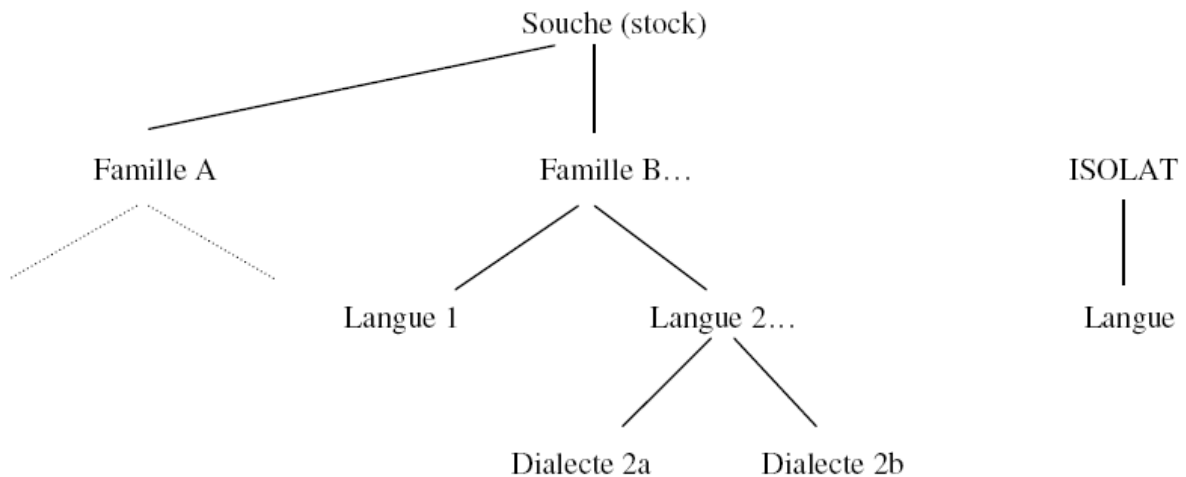 Souche (stock)
Famille A Famille B… ISOLAT
Langue 1 Langue 2… Langue
Dialecte 2a Dialecte 2b